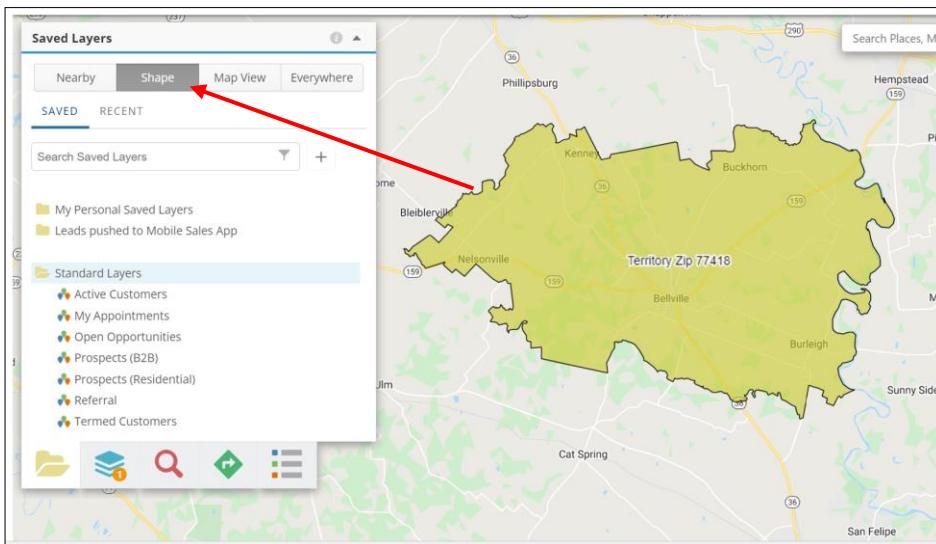 Saved Layers
Nearby
Shape
Map View
Everywhere
SAVED
RECENT
Search Saved Layers
My Personal Saved Layers
Leads pushed to Mobile Sales App
Standard Layers
Active Customers
My Appointments
Open Opportunities
Prospects (B2B)
Prospects (Residential)
Referral
Termed Customers
1
Search Places, M
290
36
Phillipsburg
Hempstead
159
Kenney
Buckhorn
36
159
Bleiblerville
Nelsonville
159
159
Territory Zip 77418
Bellville
Burleigh
Sunny Side
36
Cat Spring
36
San Felipe